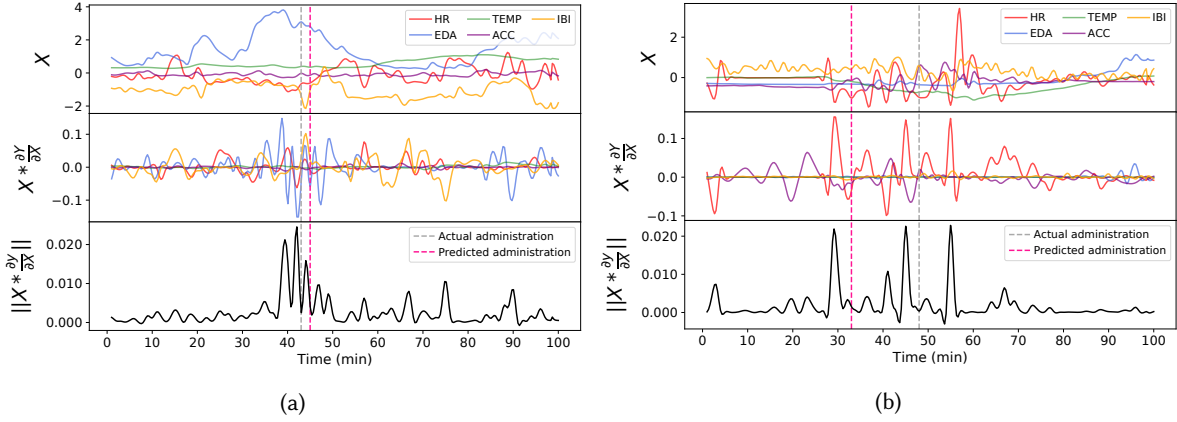 HR
TEMP
IBI
EDA
ACC
X
4
2
0
−2
X * ∂Y/∂X
0.1
0.0
−0.1
||X * ∂y/∂X||
0.020
0.010
0.000
Actual administration
Predicted administration
0 10 20 30 40 50 60 70 80 90 100
Time (min)
(a)
HR
TEMP
IBI
EDA
ACC
X
2
0
X * ∂Y/∂X
0.1
0.0
−0.1
||X * ∂y/∂X||
0.020
0.010
0.000
Actual administration
Predicted administration
0 10 20 30 40 50 60 70 80 90 100
Time (min)
(b)